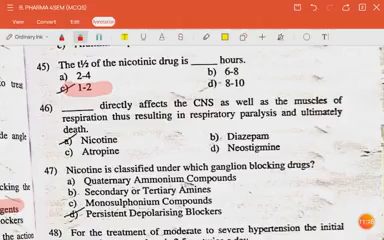 B. PHARMA 4SEM (MCQS)
View Convert Edit Annotate
Ordinary ink
45) The t½ of the nicotinic drug is ______ hours.
a) 2-4 b) 6-8
c) 1-2 d) 8-10
46) ______ directly affects the CNS as well as the muscles of
respiration thus resulting in respiratory paralysis and ultimately
death.
a) Nicotine b) Diazepam
c) Atropine d) Neostigmine
47) Nicotine is classified under which ganglion blocking drugs?
a) Quaternary Ammonium Compounds
b) Secondary or Tertiary Amines
c) Monosulphonium Compounds
d) Persistent Depolarising Blockers
48) For the treatment of moderate to severe hypertension the initial
to treat
de angle
cking the
gents
ockers
the action